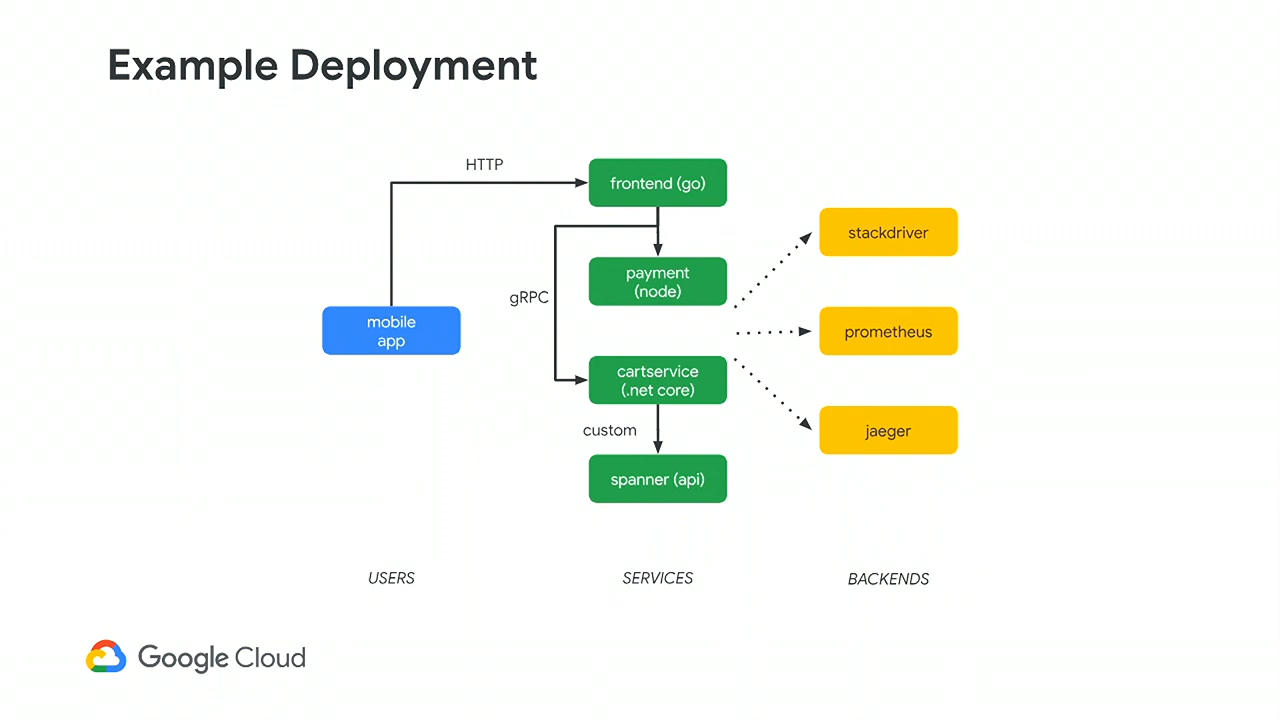 Example Deployment
HTTP
frontend (go)
stackdriver
payment
(node)
gRPC
mobile
app
prometheus
cartservice
(.net core)
custom
jaeger
spanner (api)
USERS
SERVICES
BACKENDS
Google Cloud